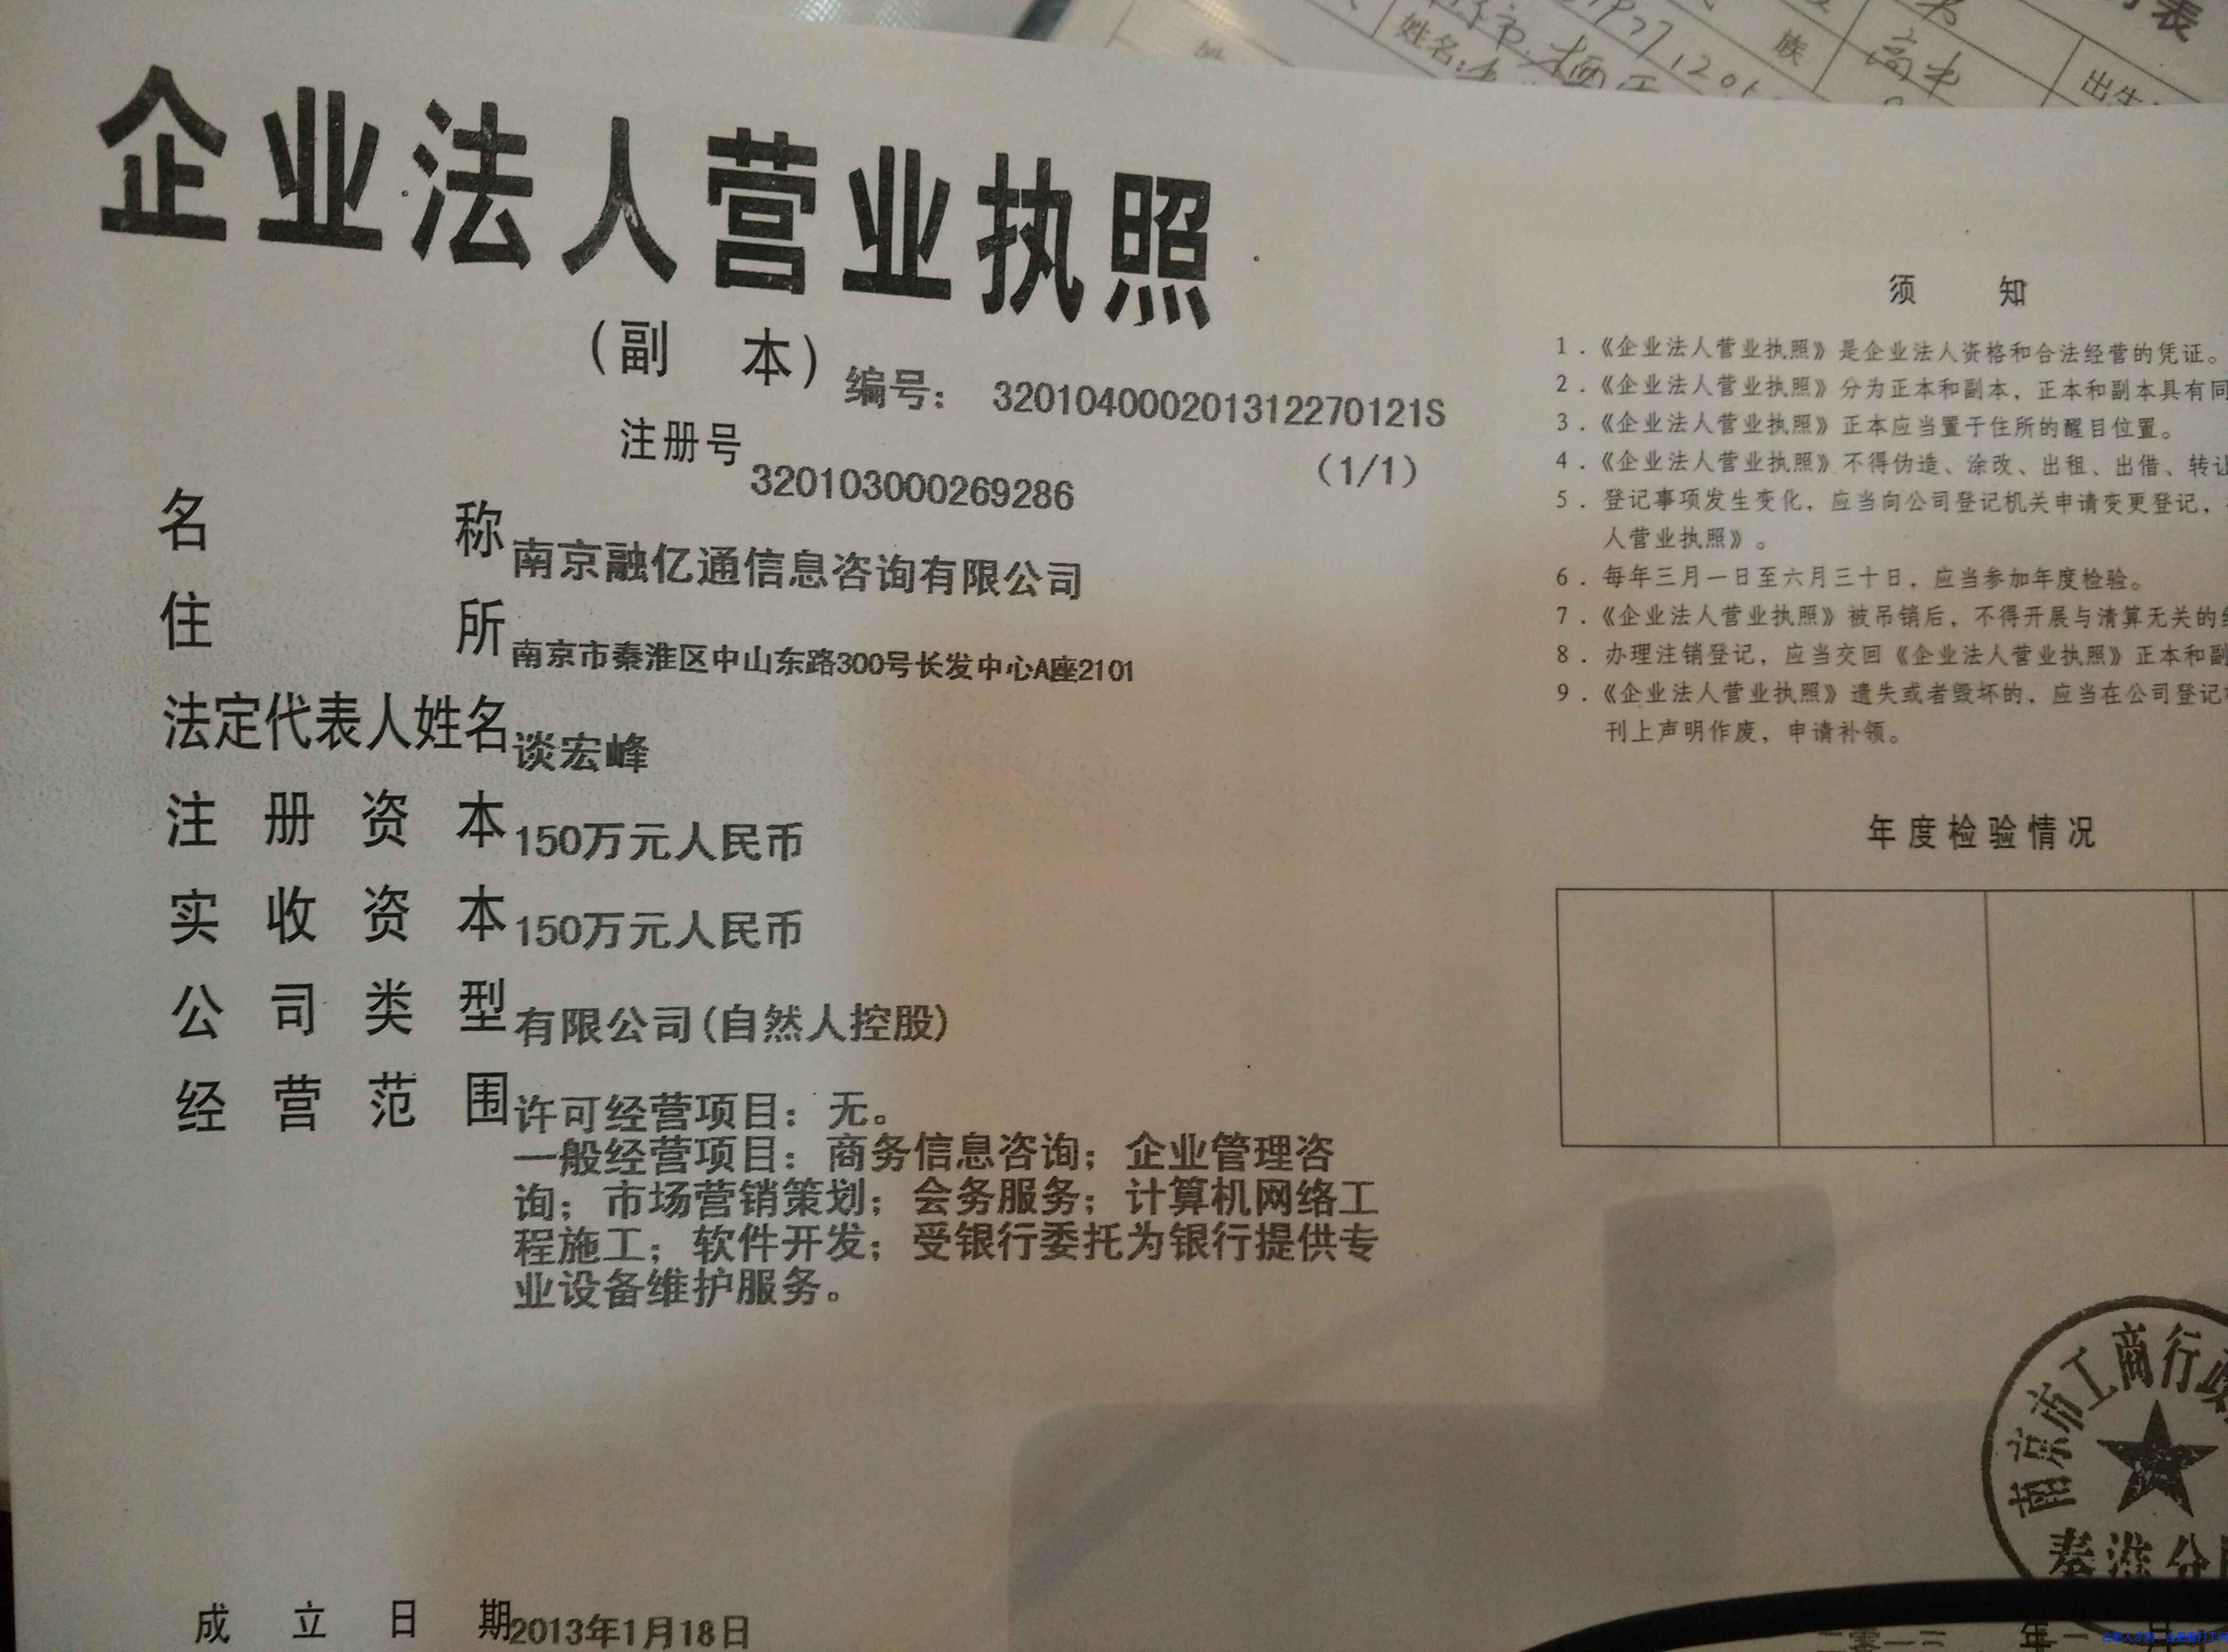 企业法人营业执照
(副 本)
编号: 320104000201312270121S
注册号
320103000269286
(1/1)
名 称 南京融亿通信息咨询有限公司
住 所 南京市秦淮区中山东路300号长发中心A座2101
法定代表人姓名 谈宏峰
注册资本 150万元人民币
实收资本 150万元人民币
公司类型 有限公司(自然人控股)
经营范围 许可经营项目：无。
一般经营项目：商务信息咨询；企业管理咨
询；市场营销策划；会务服务；计算机网络工
程施工；软件开发；受银行委托为银行提供专
业设备维护服务。
成立日期 2013年1月18日
须 知
1．《企业法人营业执照》是企业法人资格和合法经营的凭证。
2．《企业法人营业执照》分为正本和副本，正本和副本具有同
3．《企业法人营业执照》正本应当置于住所的醒目位置。
4．《企业法人营业执照》不得伪造、涂改、出租、出借、转让
5．登记事项发生变化，应当向公司登记机关申请变更登记，
人营业执照》。
6．每年三月一日至六月三十日，应当参加年度检验。
7．《企业法人营业执照》被吊销后，不得开展与清算无关的
8．办理注销登记，应当交回《企业法人营业执照》正本和副
9．《企业法人营业执照》遗失或者毁坏的，应当在公司登记
刊上声明作废，申请补领。
年度检验情况
南京市工商行政
秦淮分
姓名:
族
高中
出生
表